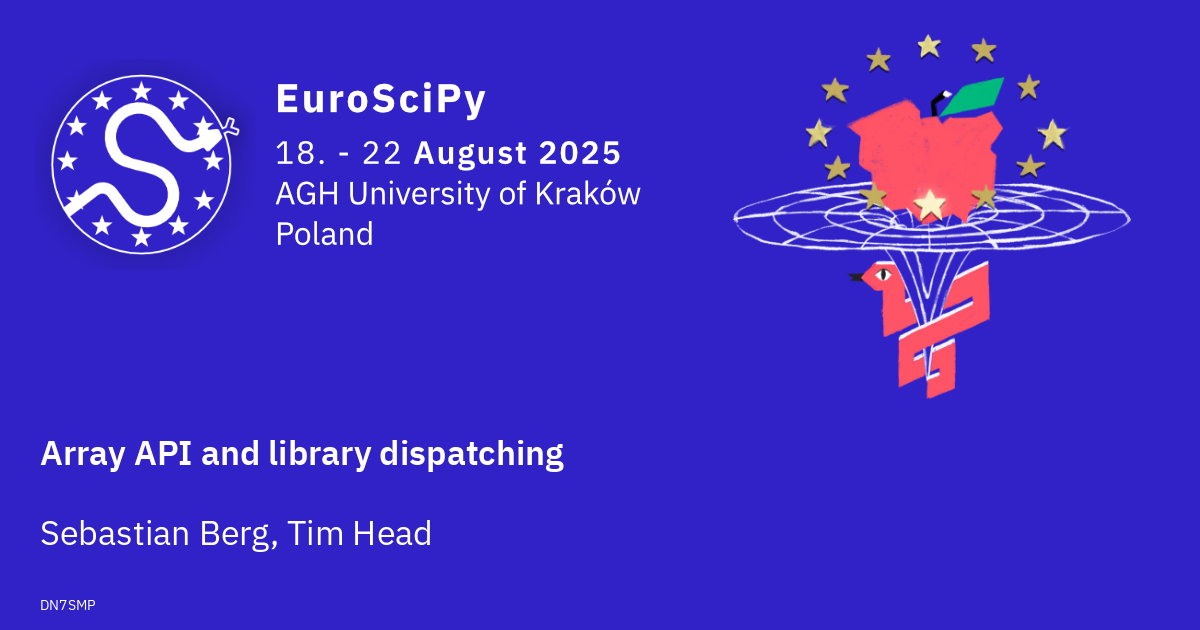 EuroSciPy
18. - 22 August 2025
AGH University of Kraków
Poland
Array API and library dispatching
Sebastian Berg, Tim Head
DN7SMP